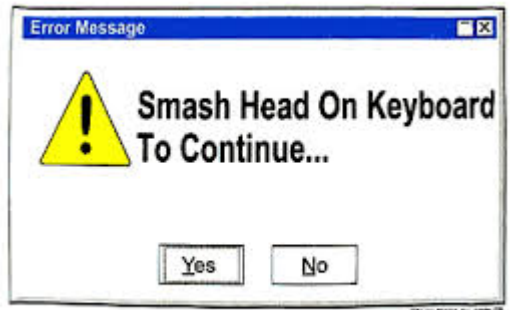 Error Message
Smash Head On Keyboard
To Continue...
Yes
No